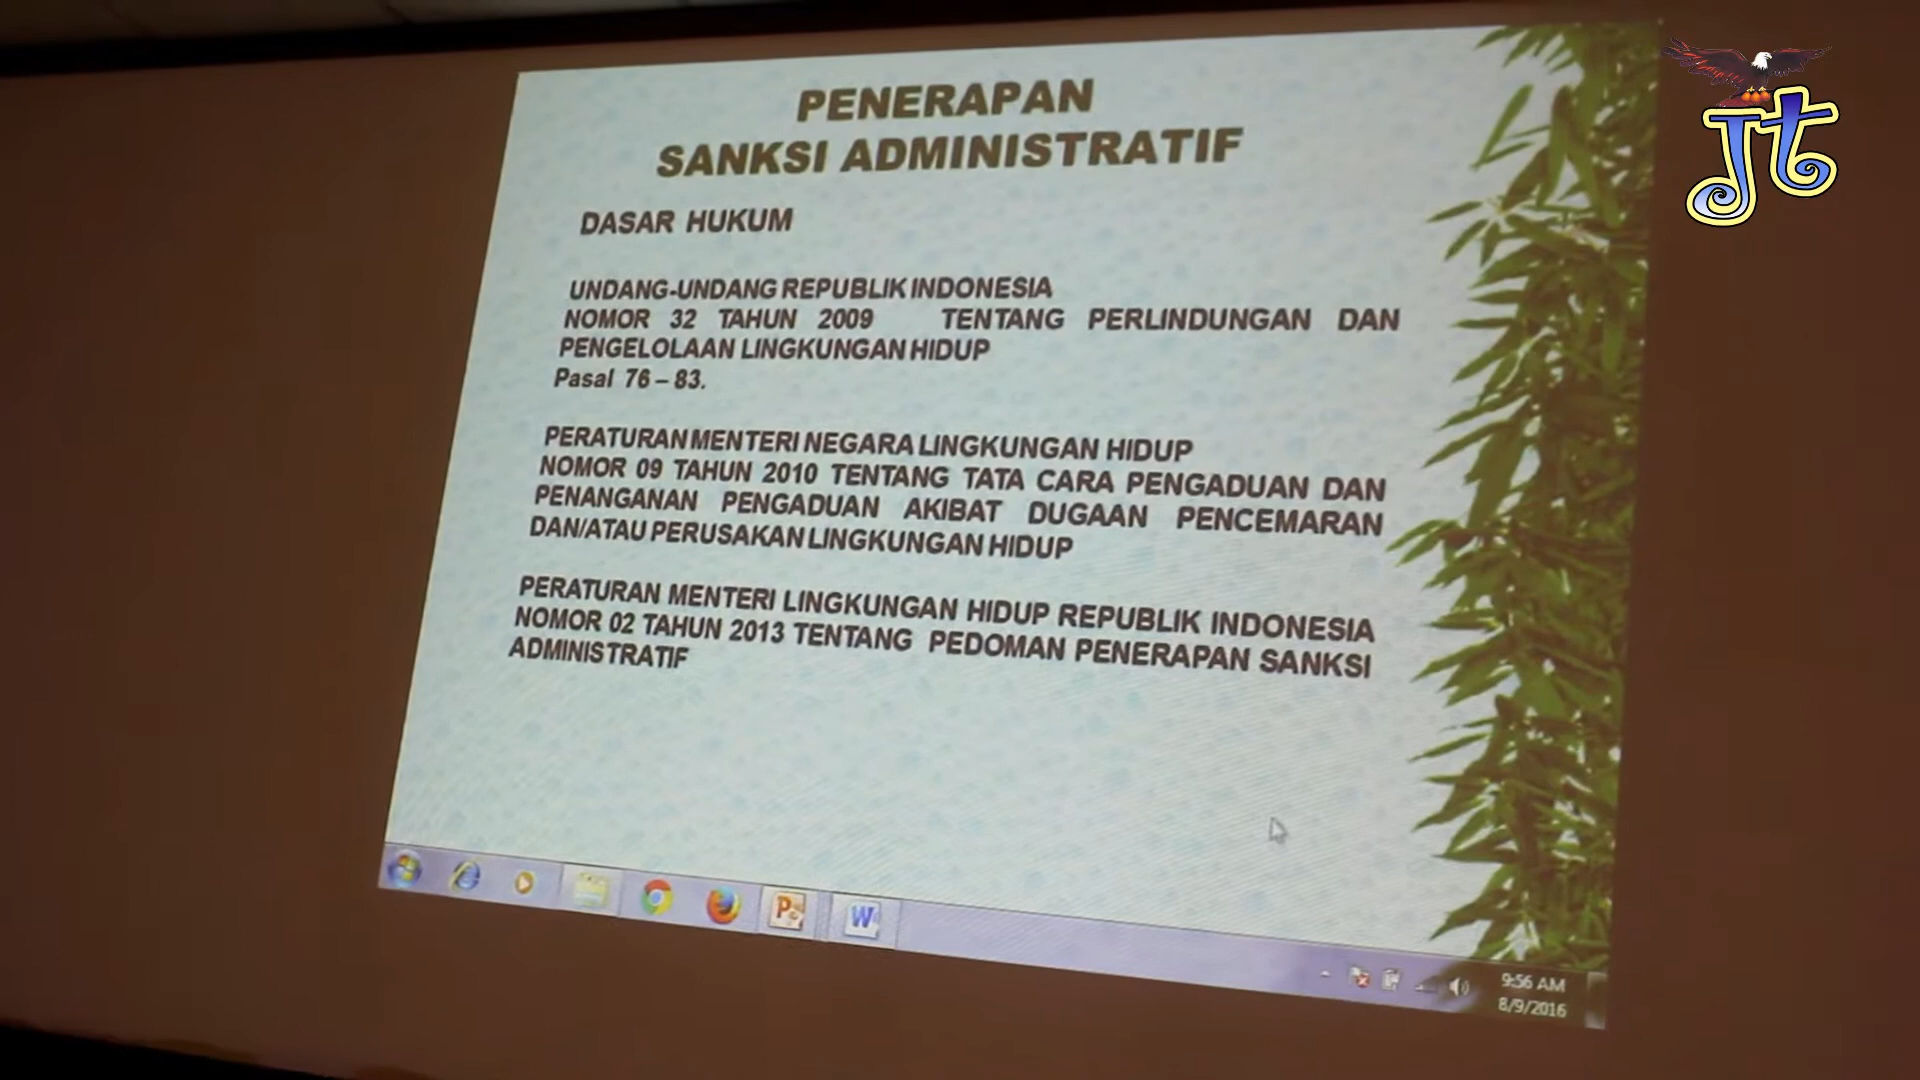 PENERAPAN
SANKSI ADMINISTRATIF
DASAR HUKUM
UNDANG-UNDANG REPUBLIK INDONESIA
NOMOR 32 TAHUN 2009 TENTANG PERLINDUNGAN DAN
PENGELOLAAN LINGKUNGAN HIDUP
Pasal 76 – 83.
PERATURAN MENTERI NEGARA LINGKUNGAN HIDUP
NOMOR 09 TAHUN 2010 TENTANG TATA CARA PENGADUAN DAN
PENANGANAN PENGADUAN AKIBAT DUGAAN PENCEMARAN
DAN/ATAU PERUSAKAN LINGKUNGAN HIDUP
PERATURAN MENTERI LINGKUNGAN HIDUP REPUBLIK INDONESIA
NOMOR 02 TAHUN 2013 TENTANG PEDOMAN PENERAPAN SANKSI
ADMINISTRATIF
9:56 AM
8/9/2016
Jt